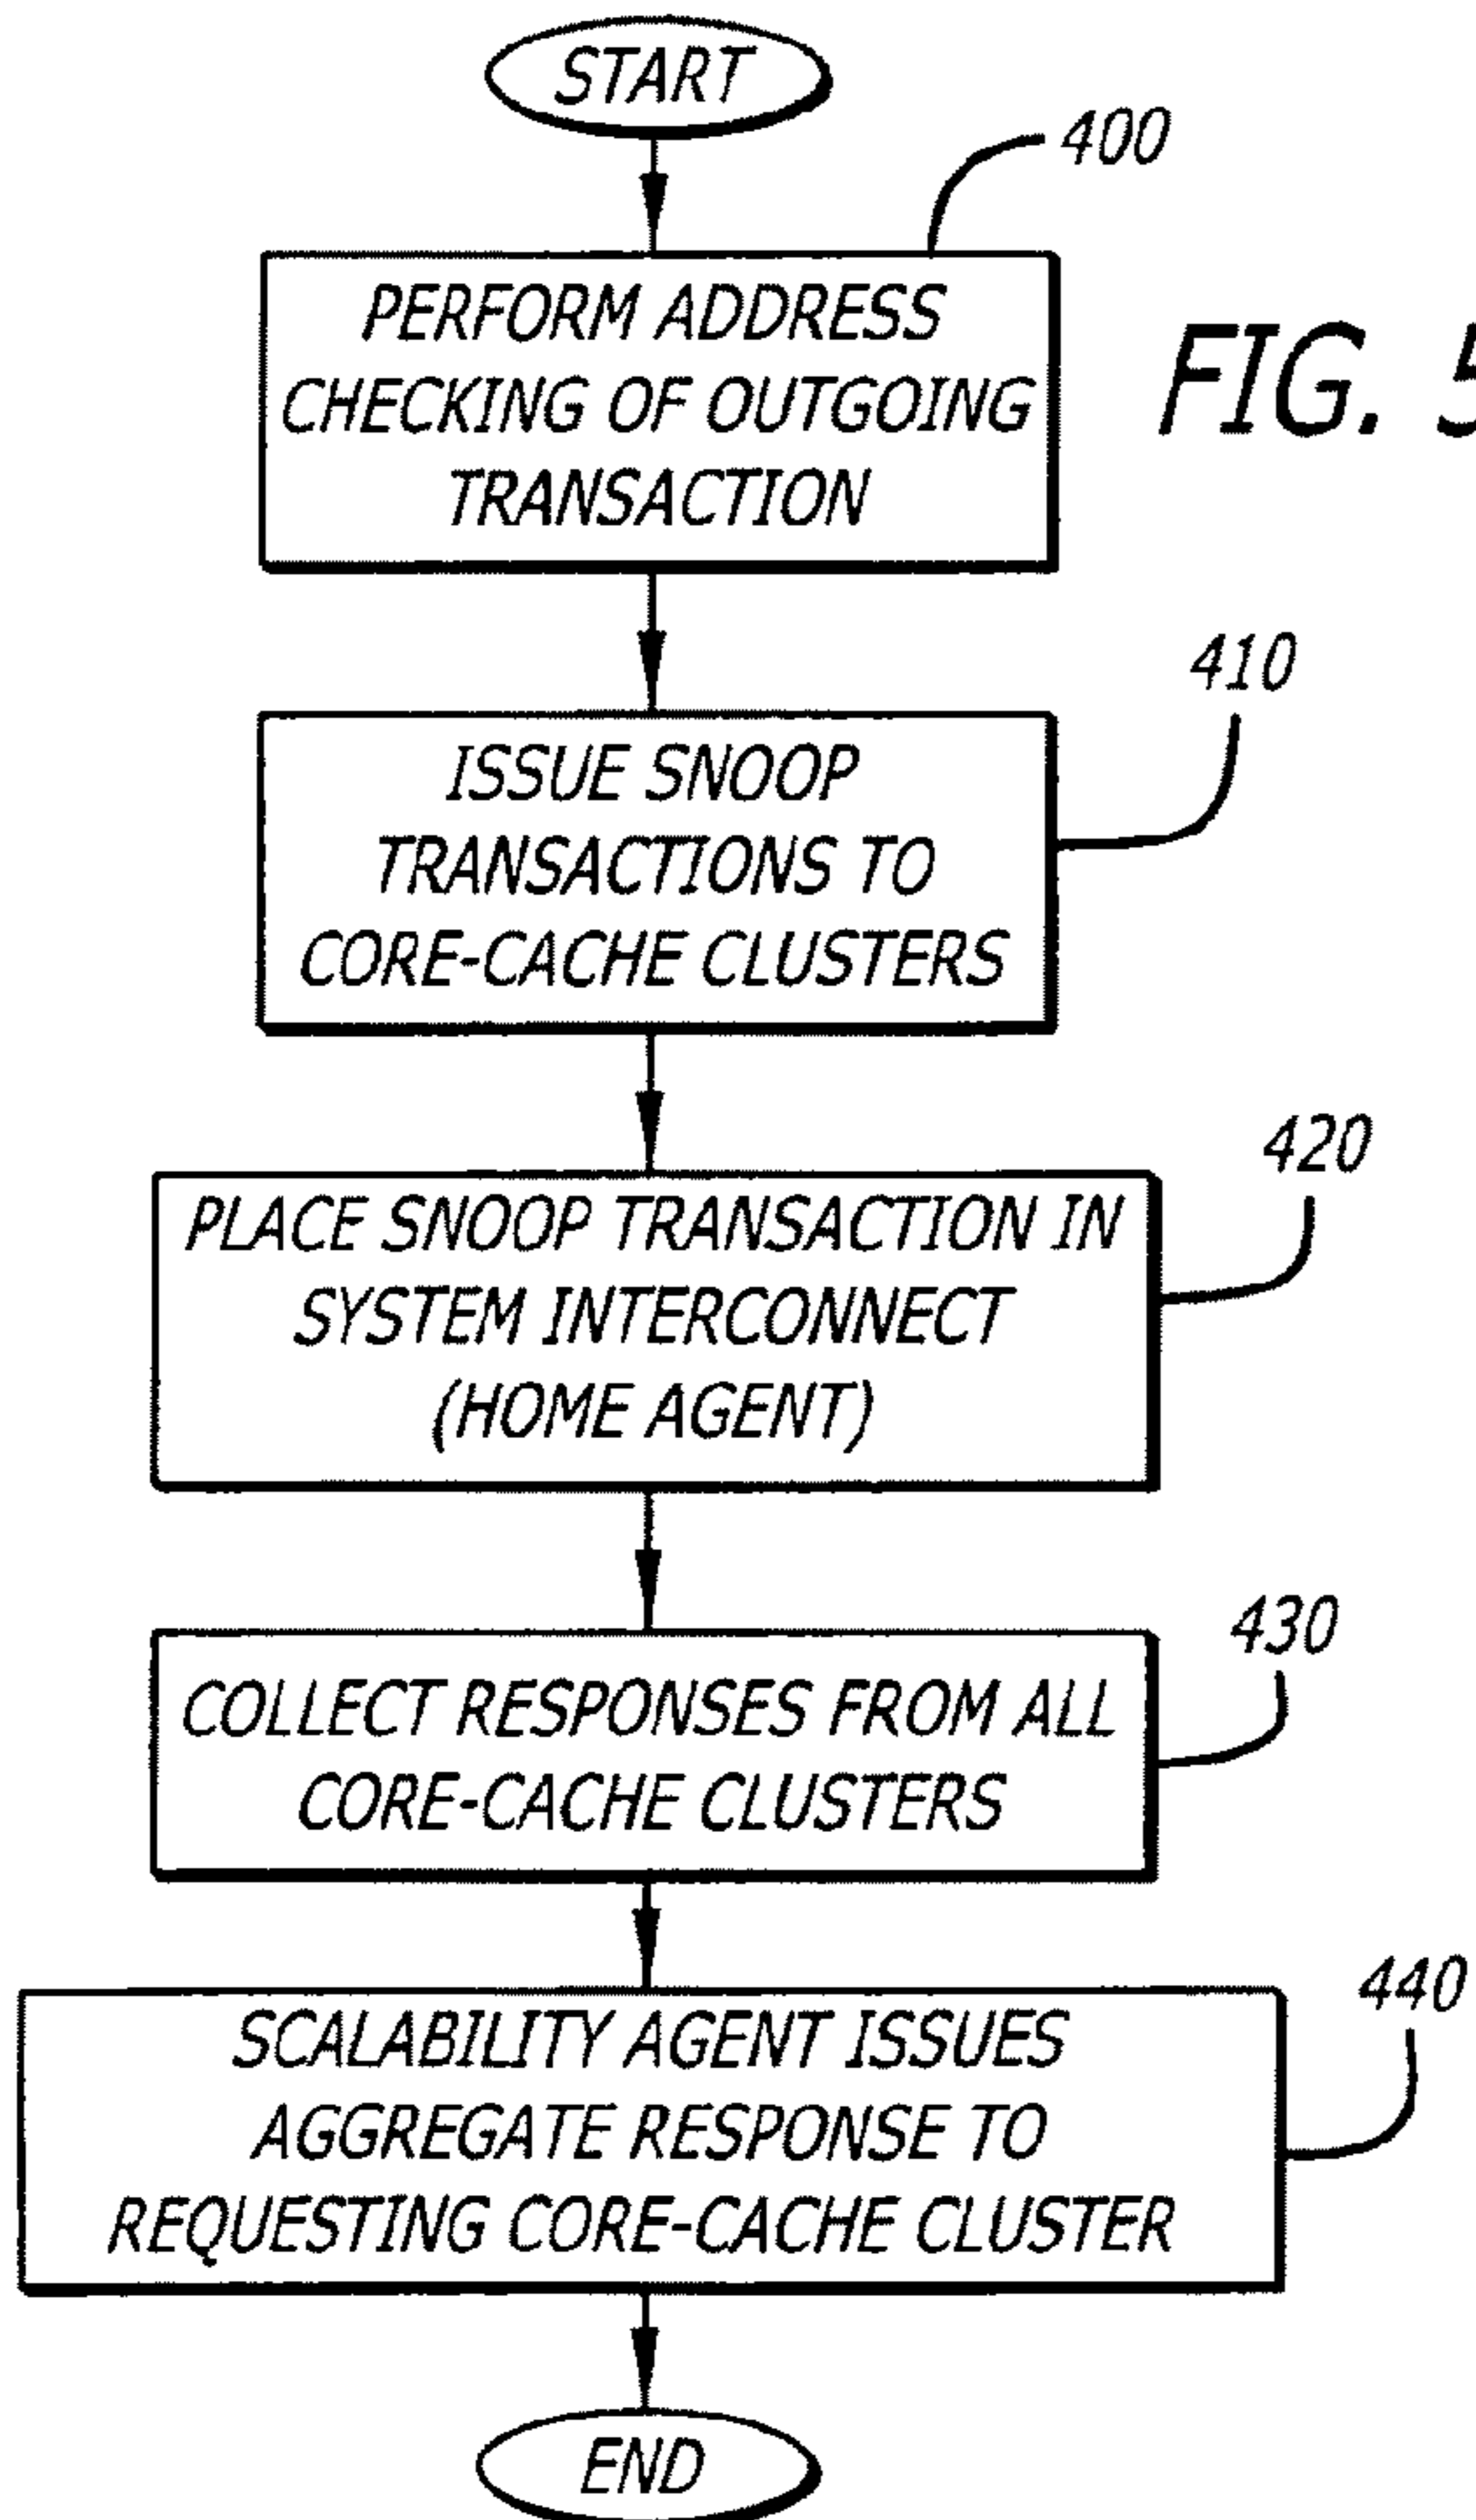 START
400
PERFORM ADDRESS
CHECKING OF OUTGOING
TRANSACTION
FIG. 5
410
ISSUE SNOOP
TRANSACTIONS TO
CORE-CACHE CLUSTERS
420
PLACE SNOOP TRANSACTION IN
SYSTEM INTERCONNECT
(HOME AGENT)
430
COLLECT RESPONSES FROM ALL
CORE-CACHE CLUSTERS
440
SCALABILITY AGENT ISSUES
AGGREGATE RESPONSE TO
REQUESTING CORE-CACHE CLUSTER
END